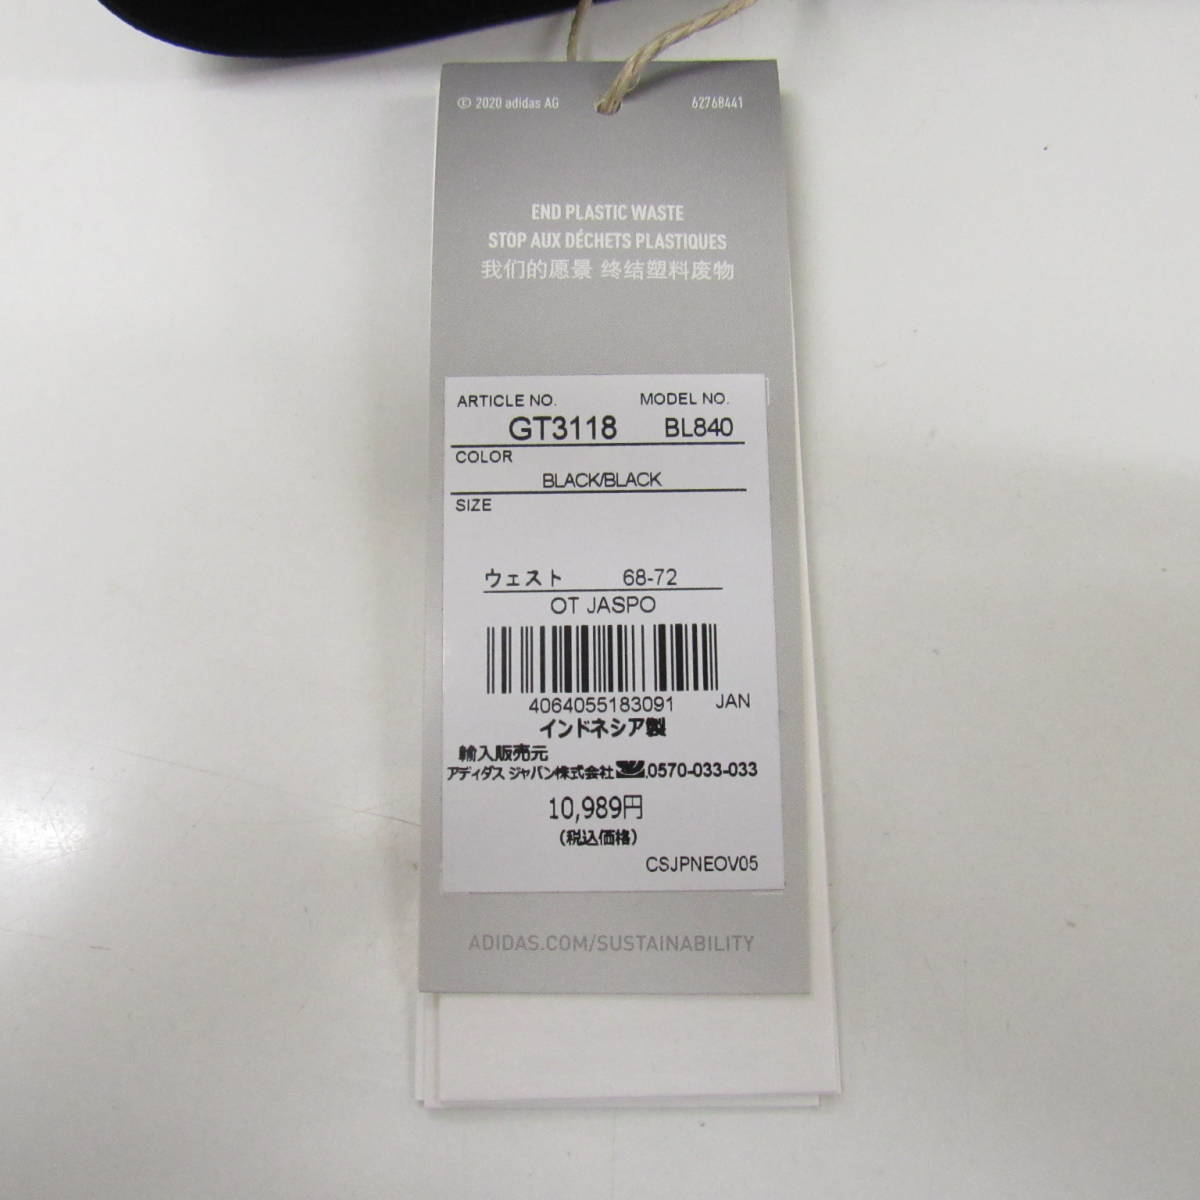 © 2020 adidas AG 62768441
END PLASTIC WASTE
STOP AUX DÉCHETS PLASTIQUES
我们的愿景 终结塑料废物
ARTICLE NO. MODEL NO.
GT3118 BL840
COLOR
BLACK/BLACK
SIZE
ウェスト 68-72
OT JASPO
4064055183091 JAN
インドネシア製
輸入販売元
アディダス ジャパン株式会社 0570-033-033
10,989円
(税込価格)
CSJPNEOV05
ADIDAS.COM/SUSTAINABILITY